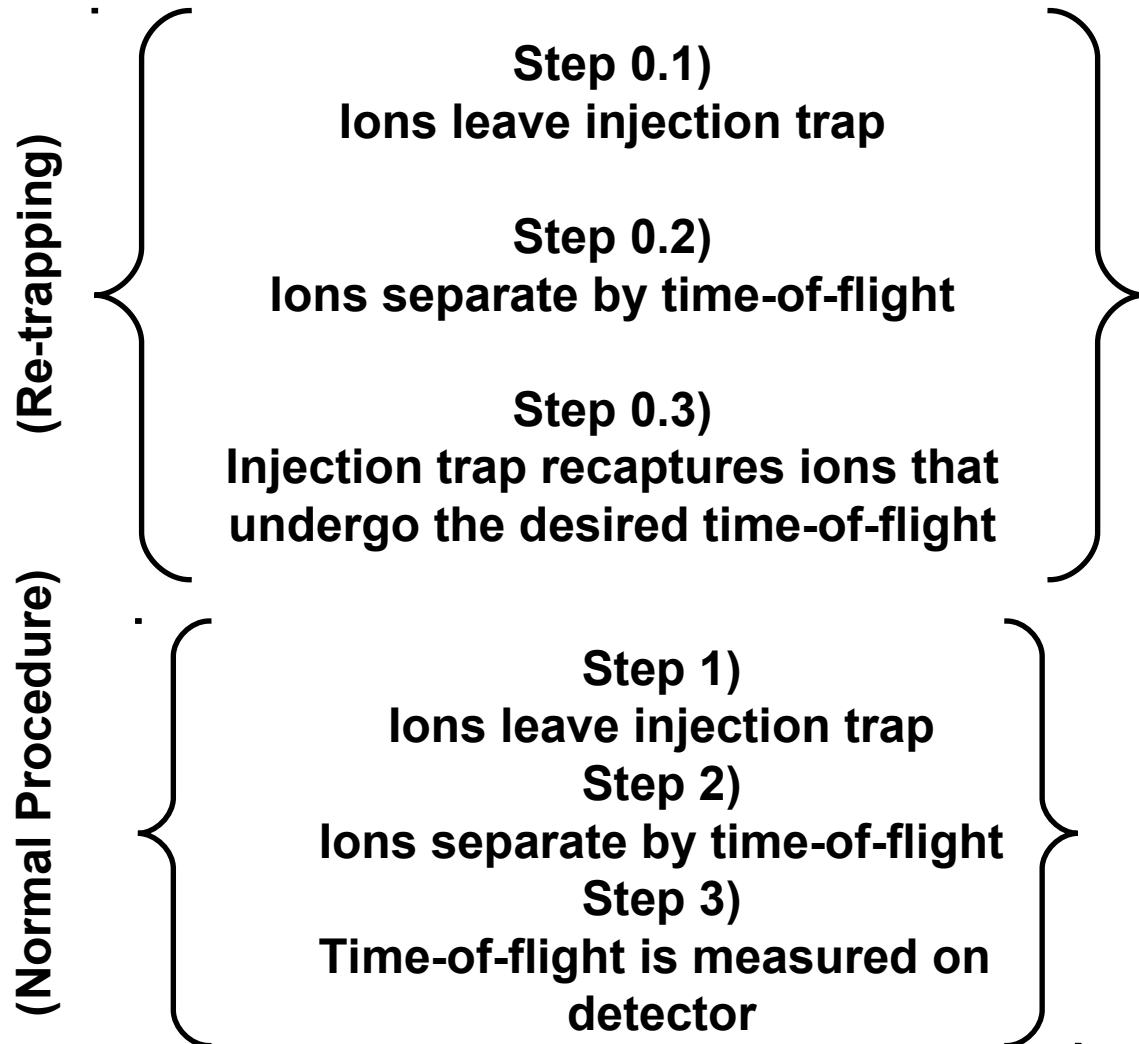 (Re-trapping)
Step 0.1)
Ions leave injection trap
Step 0.2)
Ions separate by time-of-flight
Step 0.3)
Injection trap recaptures ions that
undergo the desired time-of-flight
(Normal Procedure)
Step 1)
Ions leave injection trap
Step 2)
Ions separate by time-of-flight
Step 3)
Time-of-flight is measured on
detector